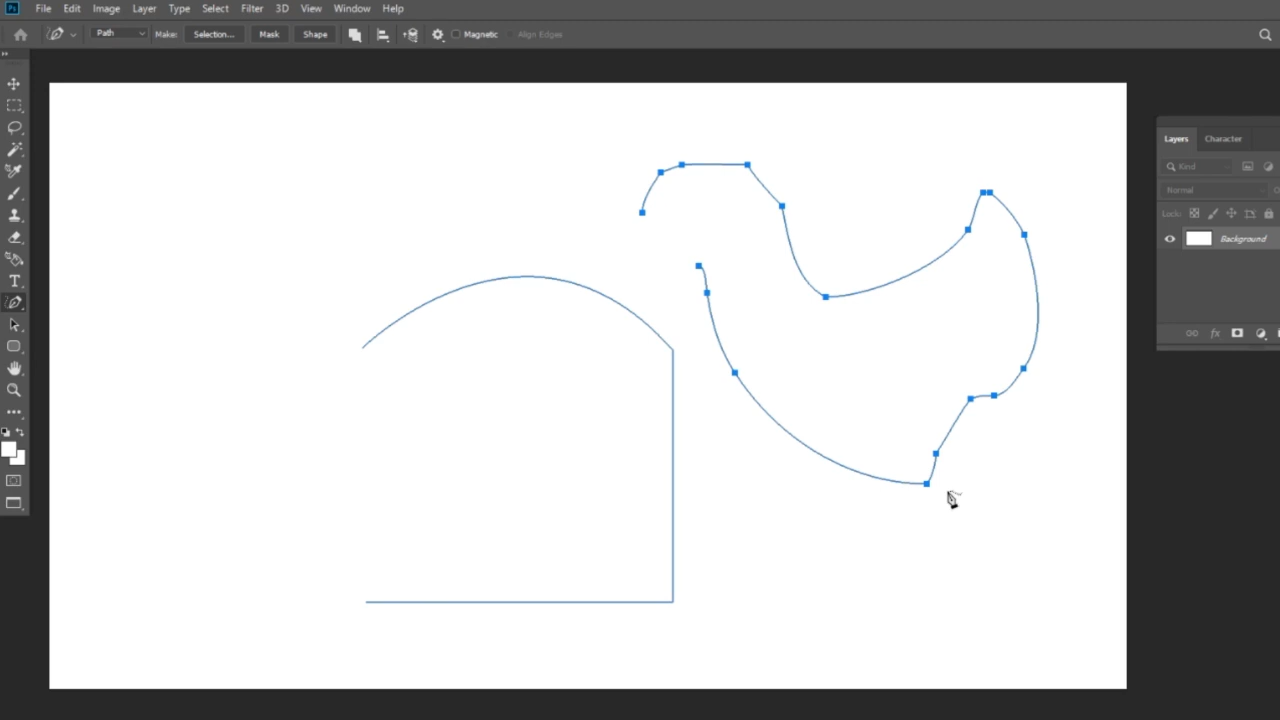 Ps File Edit Image Layer Type Select Filter 3D View Window Help
Path Make: Selection... Mask Shape Magnetic Align Edges
Layers Character
Kind
Normal
Lock:
Background
fx
T